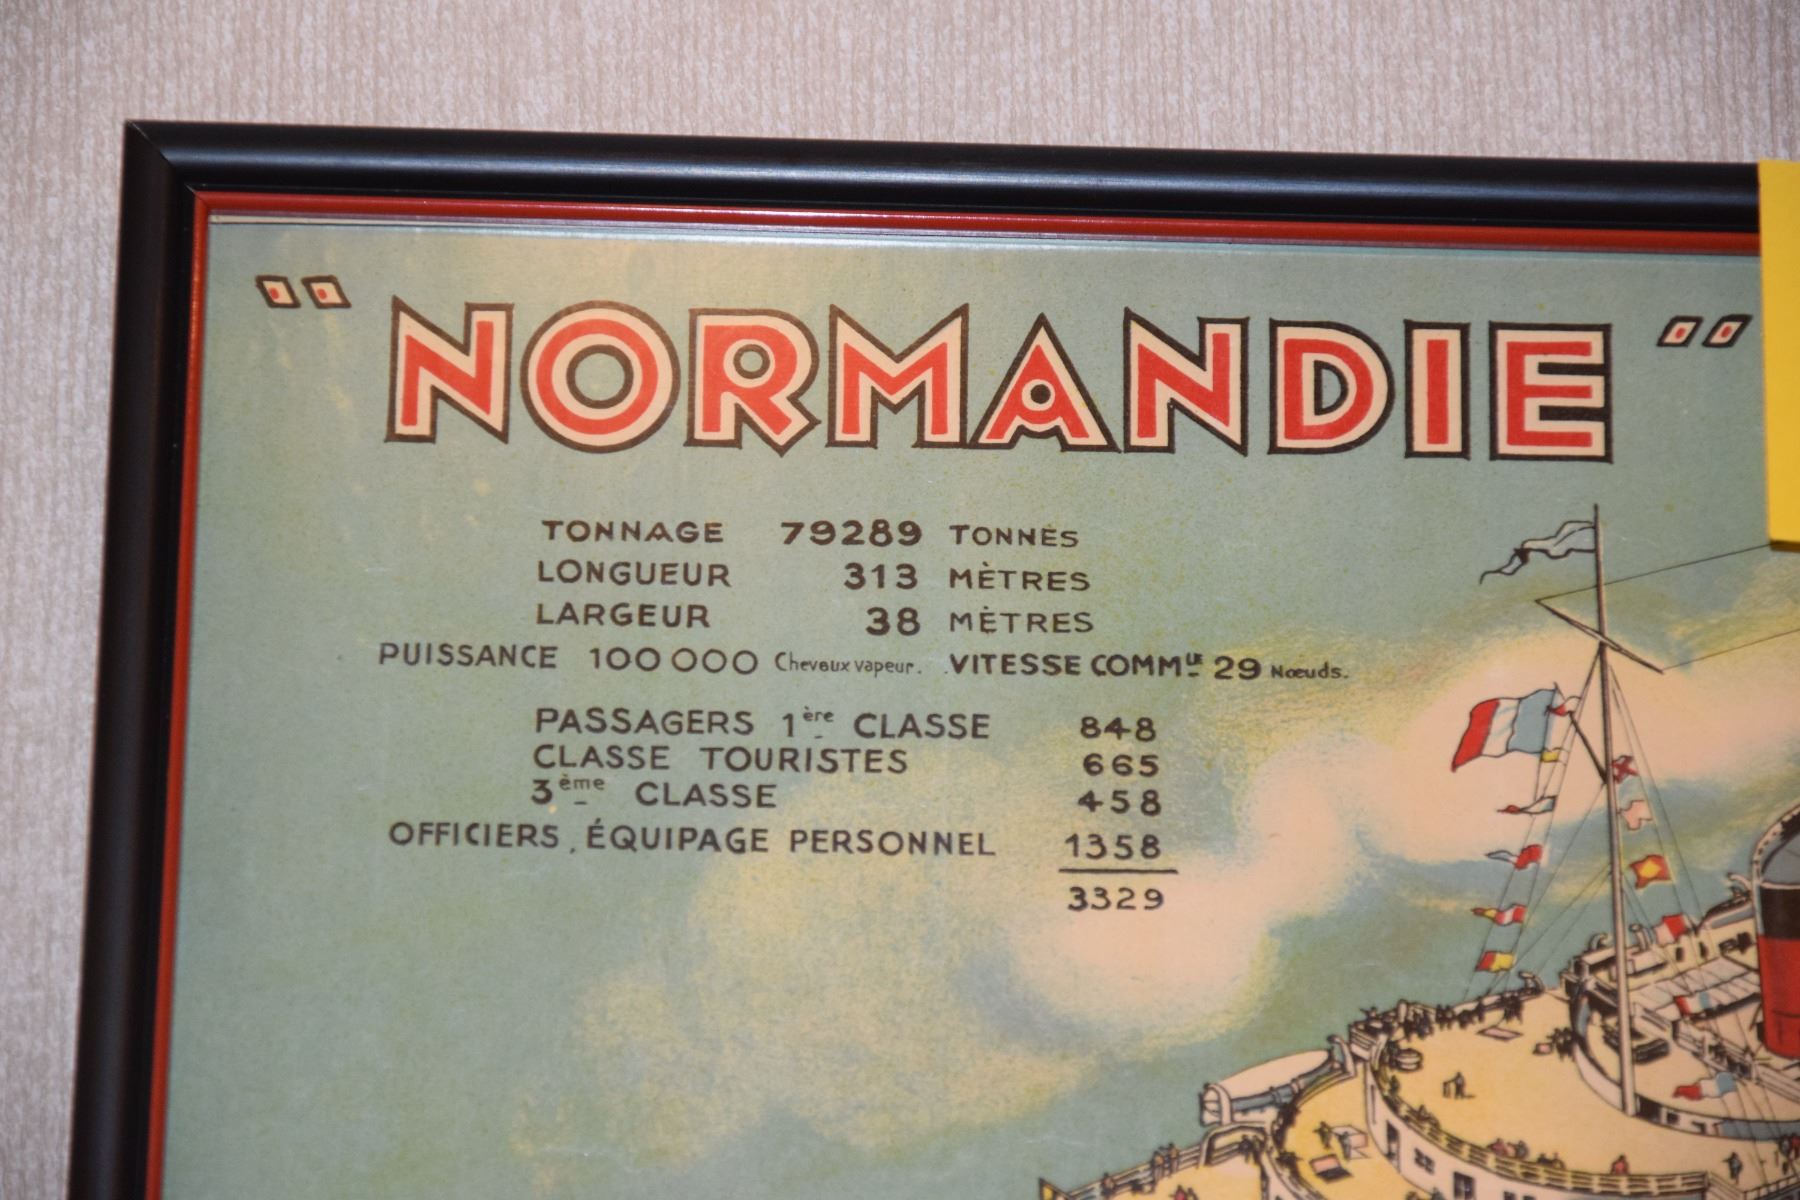 "NORMANDIE"
TONNAGE 79289 TONNES
LONGUEUR 313 MÈTRES
LARGEUR 38 MÈTRES
PUISSANCE 100 000 Chevaux vapeur. VITESSE COMMLE 29 Nœuds.
PASSAGERS 1ère CLASSE 848
CLASSE TOURISTES 665
3ème CLASSE 458
OFFICIERS, ÉQUIPAGE PERSONNEL 1358
3329